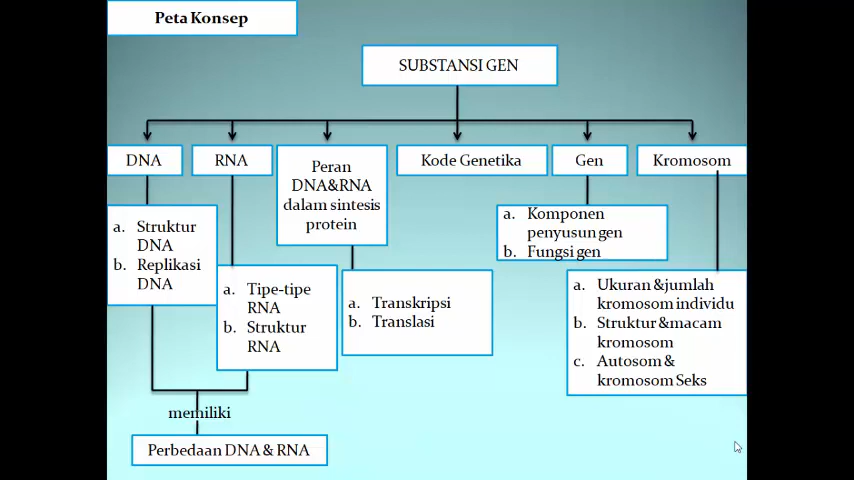 Peta Konsep
SUBSTANSI GEN
DNA
RNA
Peran
DNA&RNA
dalam sintesis
protein
Kode Genetika
Gen
Kromosom
a. Struktur
DNA
b. Replikasi
DNA
a. Tipe-tipe
RNA
b. Struktur
RNA
a. Transkripsi
b. Translasi
a. Komponen
penyusun gen
b. Fungsi gen
a. Ukuran &jumlah
kromosom individu
b. Struktur &macam
kromosom
c. Autosom &
kromosom Seks
memiliki
Perbedaan DNA & RNA